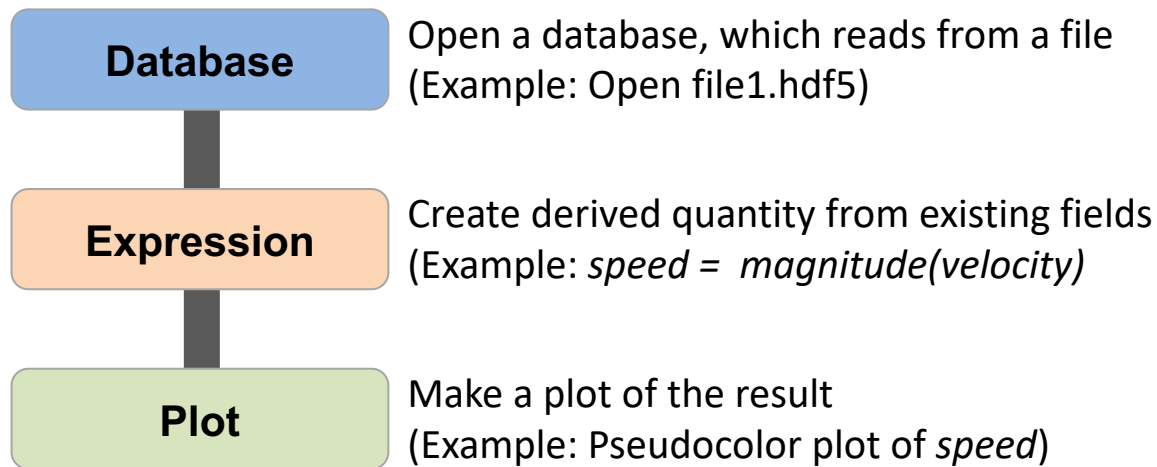 Database
Open a database, which reads from a file
(Example: Open file1.hdf5)
Expression
Create derived quantity from existing fields
(Example: speed = magnitude(velocity)
Plot
Make a plot of the result
(Example: Pseudocolor plot of speed)